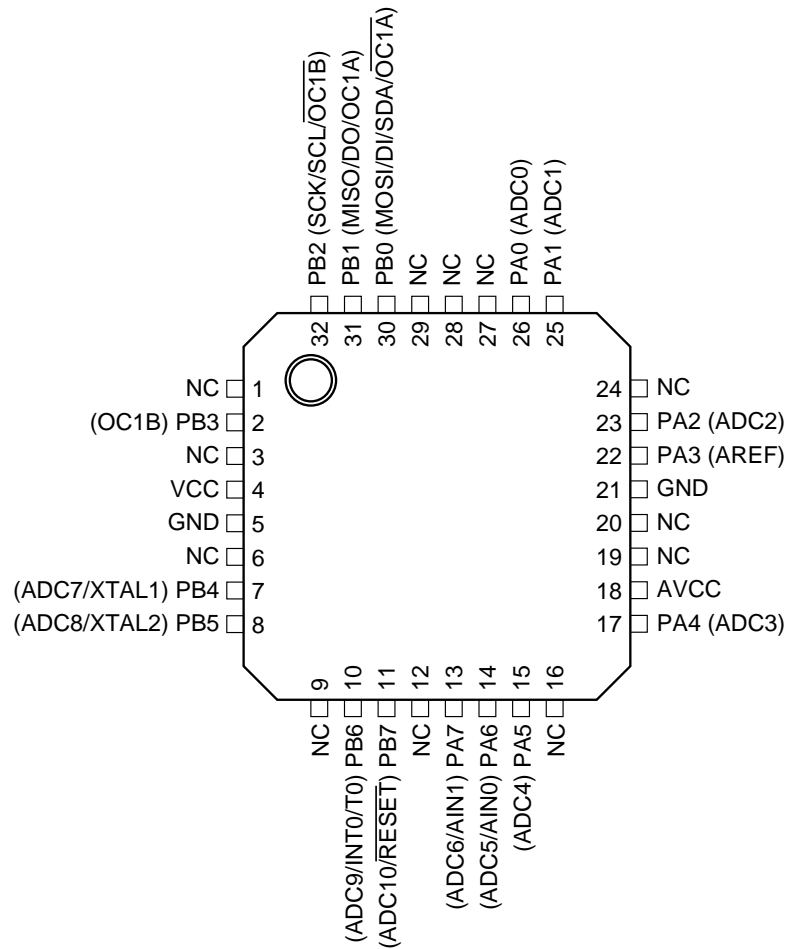 PB2 (SCK/SCL/OC1B)
PB1 (MISO/DO/OC1A)
PB0 (MOSI/DI/SDA/OC1A)
NC
NC
NC
PA0 (ADC0)
PA1 (ADC1)
32
31
30
29
28
27
26
25
NC 1
(OC1B) PB3 2
NC 3
VCC 4
GND 5
NC 6
(ADC7/XTAL1) PB4 7
(ADC8/XTAL2) PB5 8
24 NC
23 PA2 (ADC2)
22 PA3 (AREF)
21 GND
20 NC
19 NC
18 AVCC
17 PA4 (ADC3)
9
10
11
12
13
14
15
16
NC
(ADC9/INT0/T0) PB6
(ADC10/RESET) PB7
NC
(ADC6/AIN1) PA7
(ADC5/AIN0) PA6
(ADC4) PA5
NC